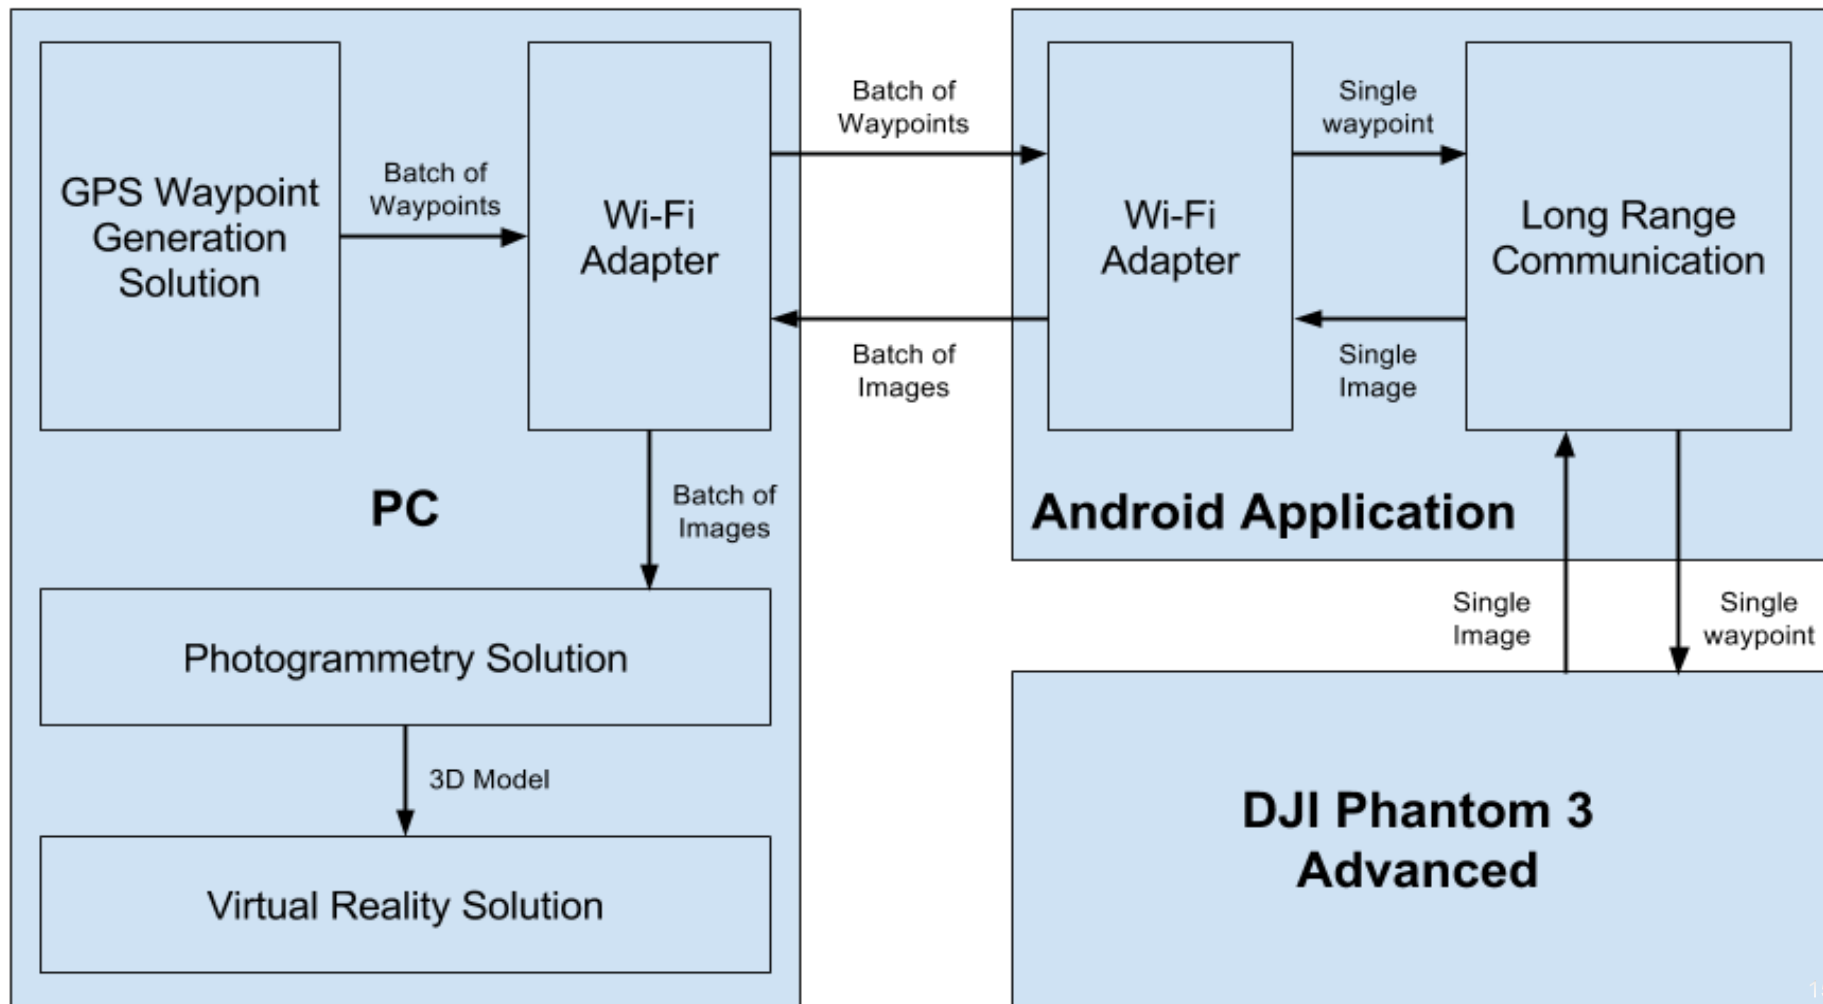 GPS Waypoint
Generation
Solution
Batch of
Waypoints
Wi-Fi
Adapter
Batch of
Waypoints
Batch of
Images
Wi-Fi
Adapter
Single
waypoint
Single
Image
Long Range
Communication
PC
Batch of
Images
Android Application
Photogrammetry Solution
3D Model
Virtual Reality Solution
Single
Image
Single
waypoint
DJI Phantom 3
Advanced